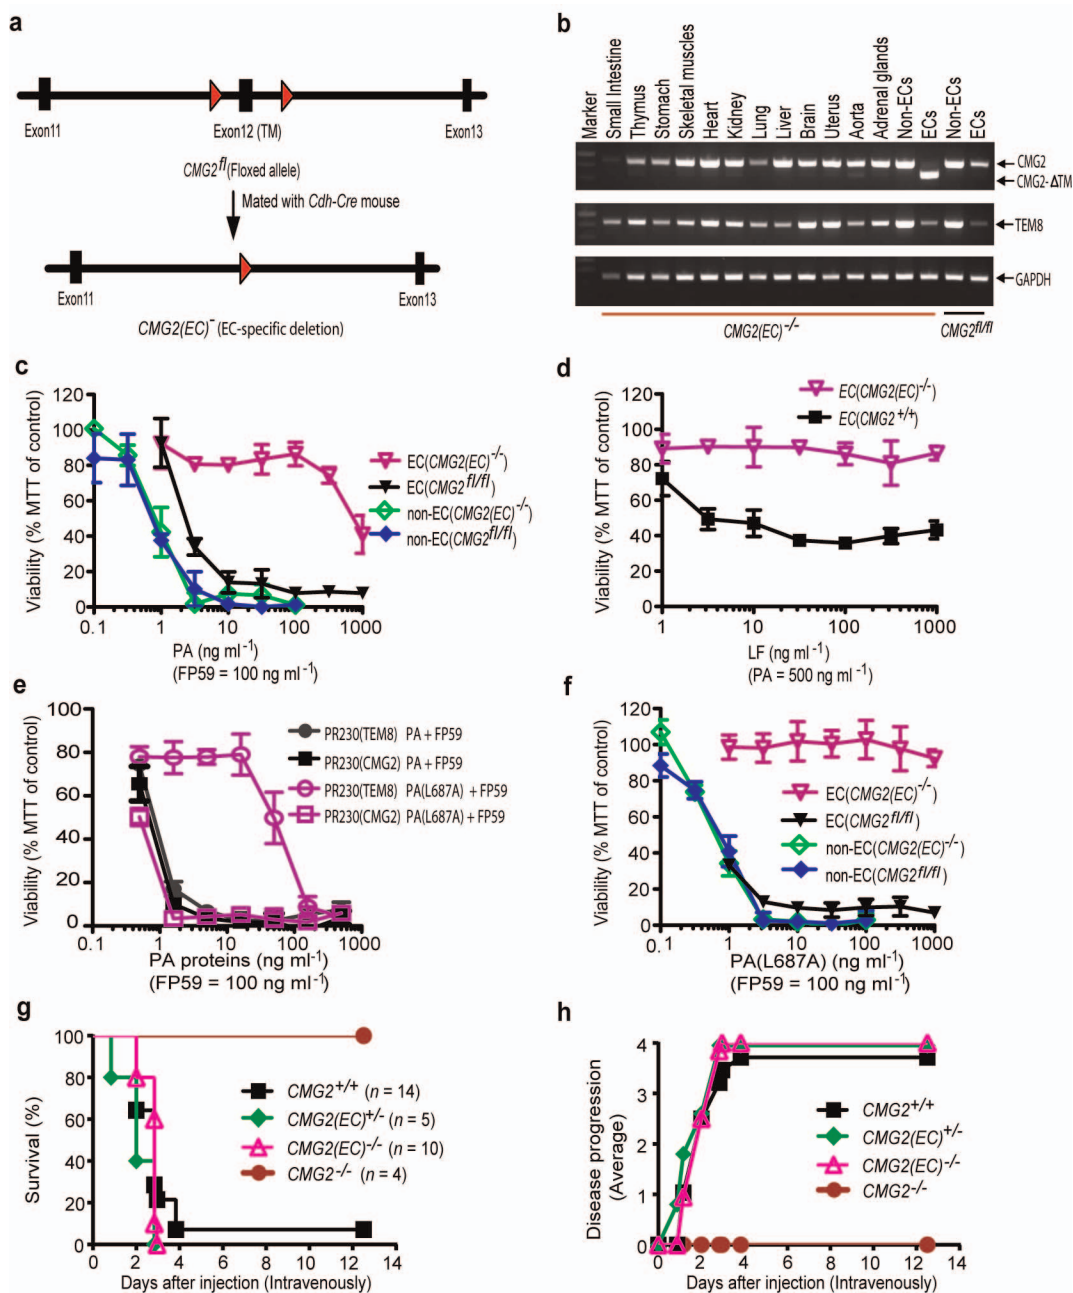 a
Exon11
Exon12 (TM)
Exon13
CMG2fl (Floxed allele)
Mated with Cdh-Cre mouse
Exon11
Exon13
CMG2(EC)⁻ (EC-specific deletion)
b
Marker
Small Intestine
Thymus
Stomach
Skeletal muscles
Heart
Kidney
Lung
Liver
Brain
Uterus
Aorta
Adrenal glands
Non-ECs
ECs
Non-ECs
ECs
CMG2
CMG2-ΔTM
TEM8
GAPDH
CMG2(EC)⁻/⁻
CMG2fl/fl
c
Viability (% MTT of control)
120
100
80
60
40
20
0
0.1
1
10
100
1000
PA (ng ml⁻¹)
(FP59 = 100 ng ml⁻¹)
EC(CMG2(EC)⁻/⁻)
EC(CMG2fl/fl)
non-EC(CMG2(EC)⁻/⁻)
non-EC(CMG2fl/fl)
d
Viability (% MTT of control)
120
100
80
60
40
20
0
1
10
100
1000
LF (ng ml⁻¹)
(PA = 500 ng ml⁻¹)
EC(CMG2(EC)⁻/⁻)
EC(CMG2⁺/⁺)
e
Viability (% MTT of control)
100
80
60
40
20
0
0.1
1
10
100
1000
PA proteins (ng ml⁻¹)
(FP59 = 100 ng ml⁻¹)
PR230(TEM8) PA + FP59
PR230(CMG2) PA + FP59
PR230(TEM8) PA(L687A) + FP59
PR230(CMG2) PA(L687A) + FP59
f
Viability (% MTT of control)
120
100
80
60
40
20
0
0.1
1
10
100
1000
PA(L687A) (ng ml⁻¹)
(FP59 = 100 ng ml⁻¹)
EC(CMG2(EC)⁻/⁻)
EC(CMG2fl/fl)
non-EC(CMG2(EC)⁻/⁻)
non-EC(CMG2fl/fl)
g
Survival (%)
100
80
60
40
20
0
0
2
4
6
8
10
12
14
Days after injection (Intravenously)
CMG2⁺/⁺ (n = 14)
CMG2(EC)⁺/⁻ (n = 5)
CMG2(EC)⁻/⁻ (n = 10)
CMG2⁻/⁻ (n = 4)
h
Disease progression
(Average)
4
3
2
1
0
0
2
4
6
8
10
12
14
Days after injection (Intravenously)
CMG2⁺/⁺
CMG2(EC)⁺/⁻
CMG2(EC)⁻/⁻
CMG2⁻/⁻